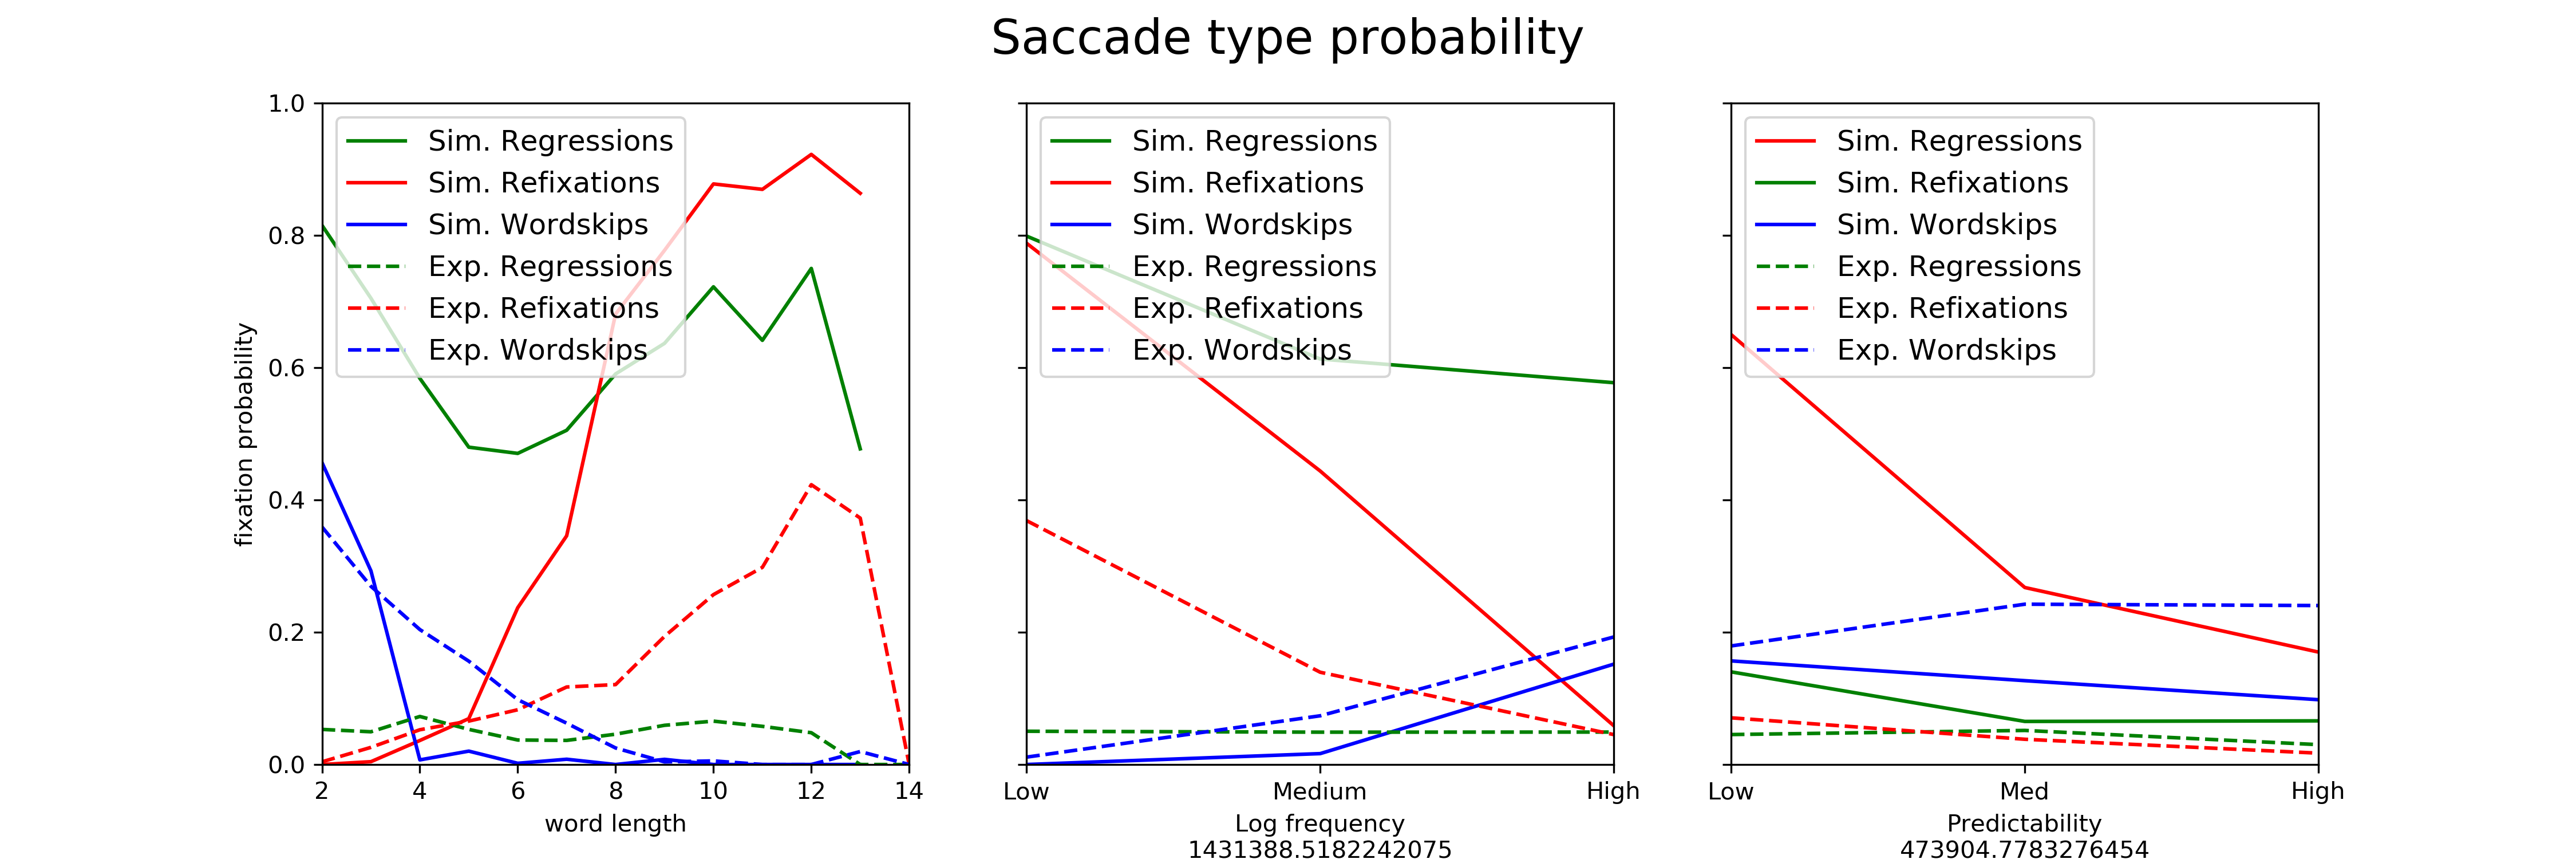 Saccade type probability
1.0
0.8
0.6
0.4
0.2
0.0
fixation probability
Sim. Regressions
Sim. Refixations
Sim. Wordskips
Exp. Regressions
Exp. Refixations
Exp. Wordskips
2 4 6 8 10 12 14
word length
Sim. Regressions
Sim. Refixations
Sim. Wordskips
Exp. Regressions
Exp. Refixations
Exp. Wordskips
Low Medium High
Log frequency
1431388.5182242075
Sim. Regressions
Sim. Refixations
Sim. Wordskips
Exp. Regressions
Exp. Refixations
Exp. Wordskips
Low Med High
Predictability
473904.7783276454